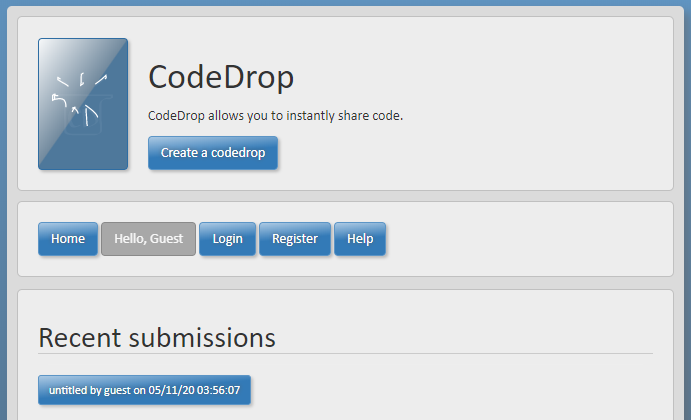 CodeDrop
CodeDrop allows you to instantly share code.
Create a codedrop
Home Hello, Guest Login Register Help
Recent submissions
untitled by guest on 05/11/20 03:56:07